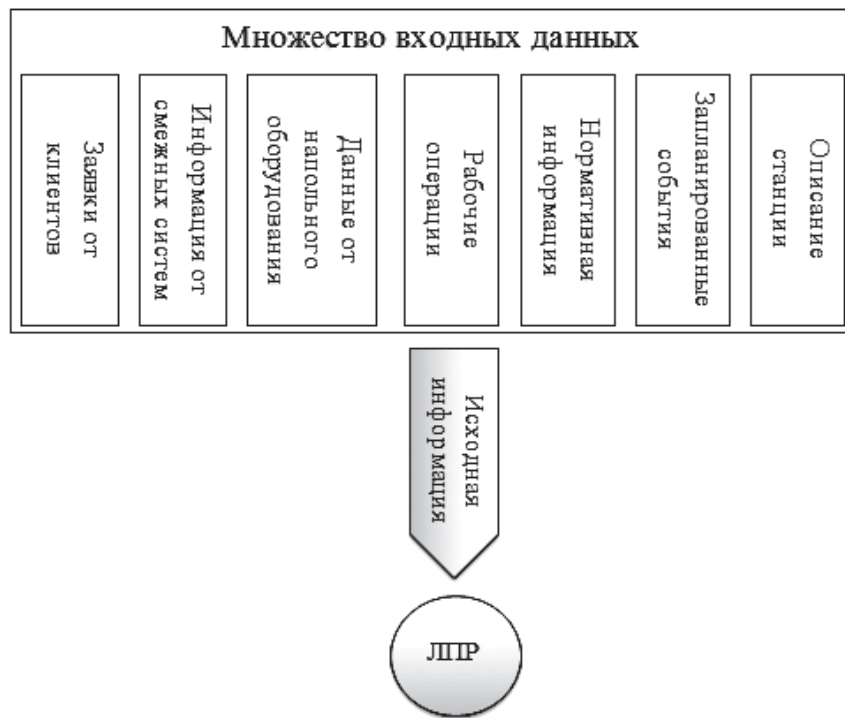 Множество входных данных
Заявки от
клиентов
Информация от
смежных систем
Данные от
напольного
оборудования
Рабочие
операции
Нормативная
информация
Запланированные
события
Описание
станции
Исходная
информация
ЛПР